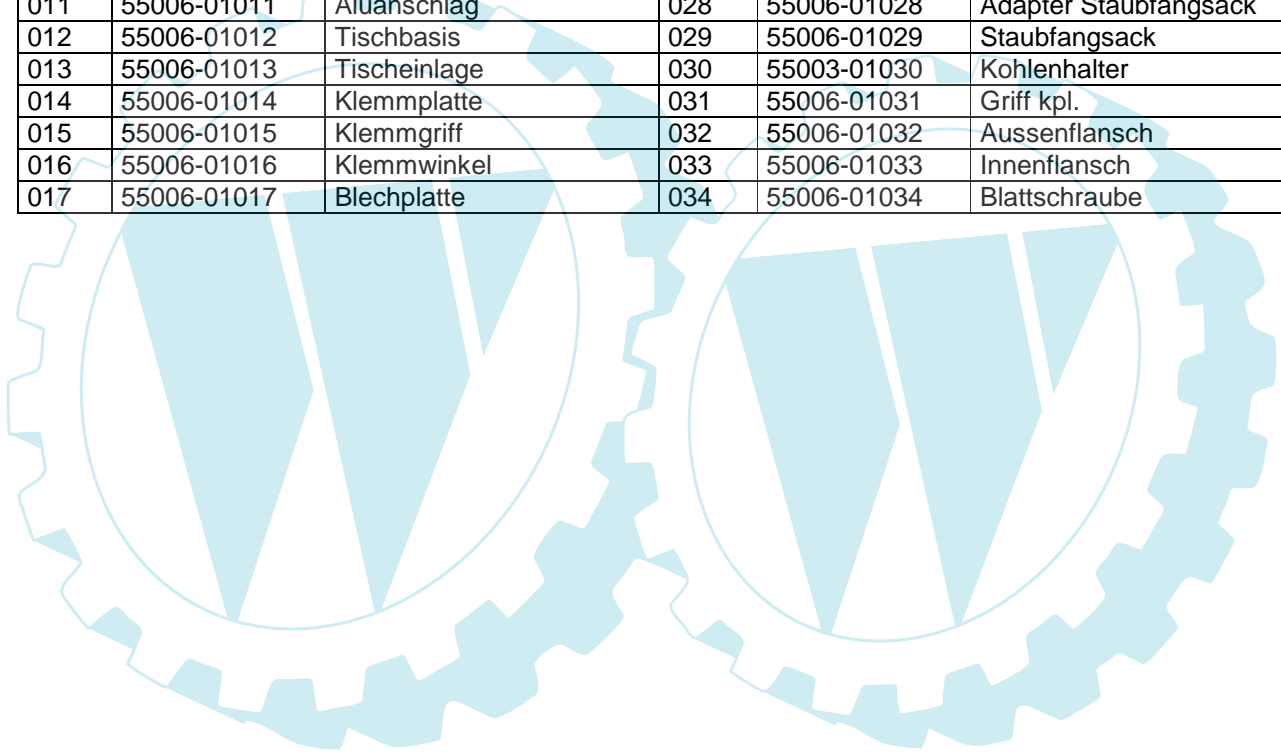 011 55006-01011 Aluanschlag 028 55006-01028 Adapter Staubfangsack
012 55006-01012 Tischbasis 029 55006-01029 Staubfangsack
013 55006-01013 Tischeinlage 030 55003-01030 Kohlenhalter
014 55006-01014 Klemmplatte 031 55006-01031 Griff kpl.
015 55006-01015 Klemmgriff 032 55006-01032 Aussenflansch
016 55006-01016 Klemmwinkel 033 55006-01033 Innenflansch
017 55006-01017 Blechplatte 034 55006-01034 Blattschraube